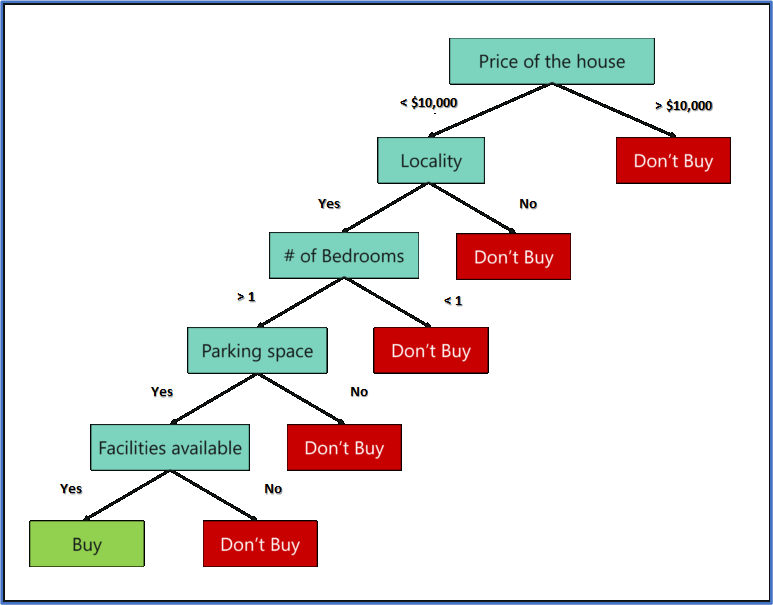 Price of the house
< $10,000
> $10,000
Locality
Don't Buy
Yes
No
# of Bedrooms
Don't Buy
> 1
< 1
Parking space
Don't Buy
Yes
No
Facilities available
Don't Buy
Yes
No
Buy
Don't Buy